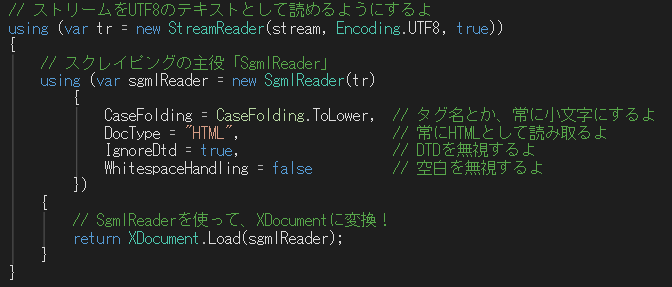 // ストリームをUTF8のテキストとして読めるようにするよ
using (var tr = new StreamReader(stream, Encoding.UTF8, true))
{
// スクレイピングの主役「SgmlReader」
using (var sgmlReader = new SgmlReader(tr)
{
CaseFolding = CaseFolding.ToLower, // タグ名とか、常に小文字にするよ
DocType = "HTML", // 常にHTMLとして読み取るよ
IgnoreDtd = true, // DTDを無視するよ
WhitespaceHandling = false // 空白を無視するよ
})
{
// SgmlReaderを使って、XDocumentに変換！
return XDocument.Load(sgmlReader);
}
}